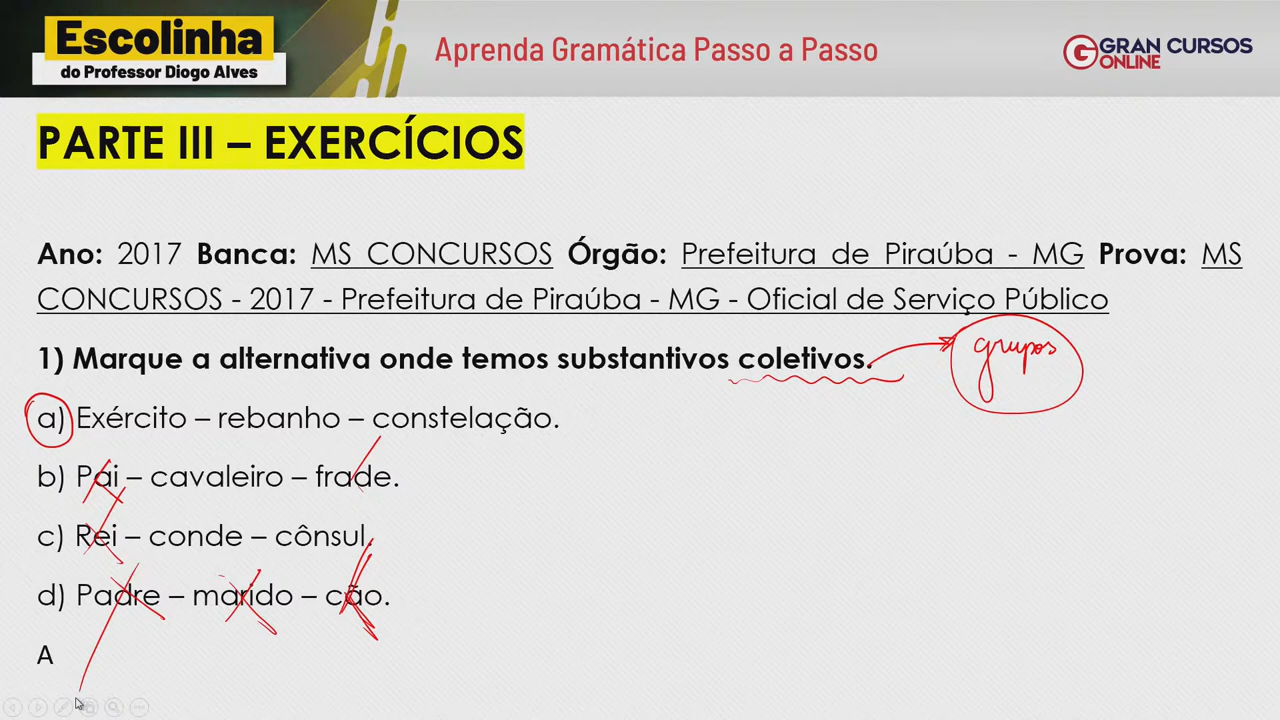 Escolinha
do Professor Diogo Alves
Aprenda Gramática Passo a Passo
GRAN CURSOS
ONLINE
PARTE III – EXERCÍCIOS
Ano: 2017 Banca: MS CONCURSOS Órgão: Prefeitura de Piraúba - MG Prova: MS
CONCURSOS - 2017 - Prefeitura de Piraúba - MG - Oficial de Serviço Público
1) Marque a alternativa onde temos substantivos coletivos.
grupos
a) Exército – rebanho – constelação.
b) Pai – cavaleiro – frade.
c) Rei – conde – cônsul.
d) Padre – marido – cão.
A